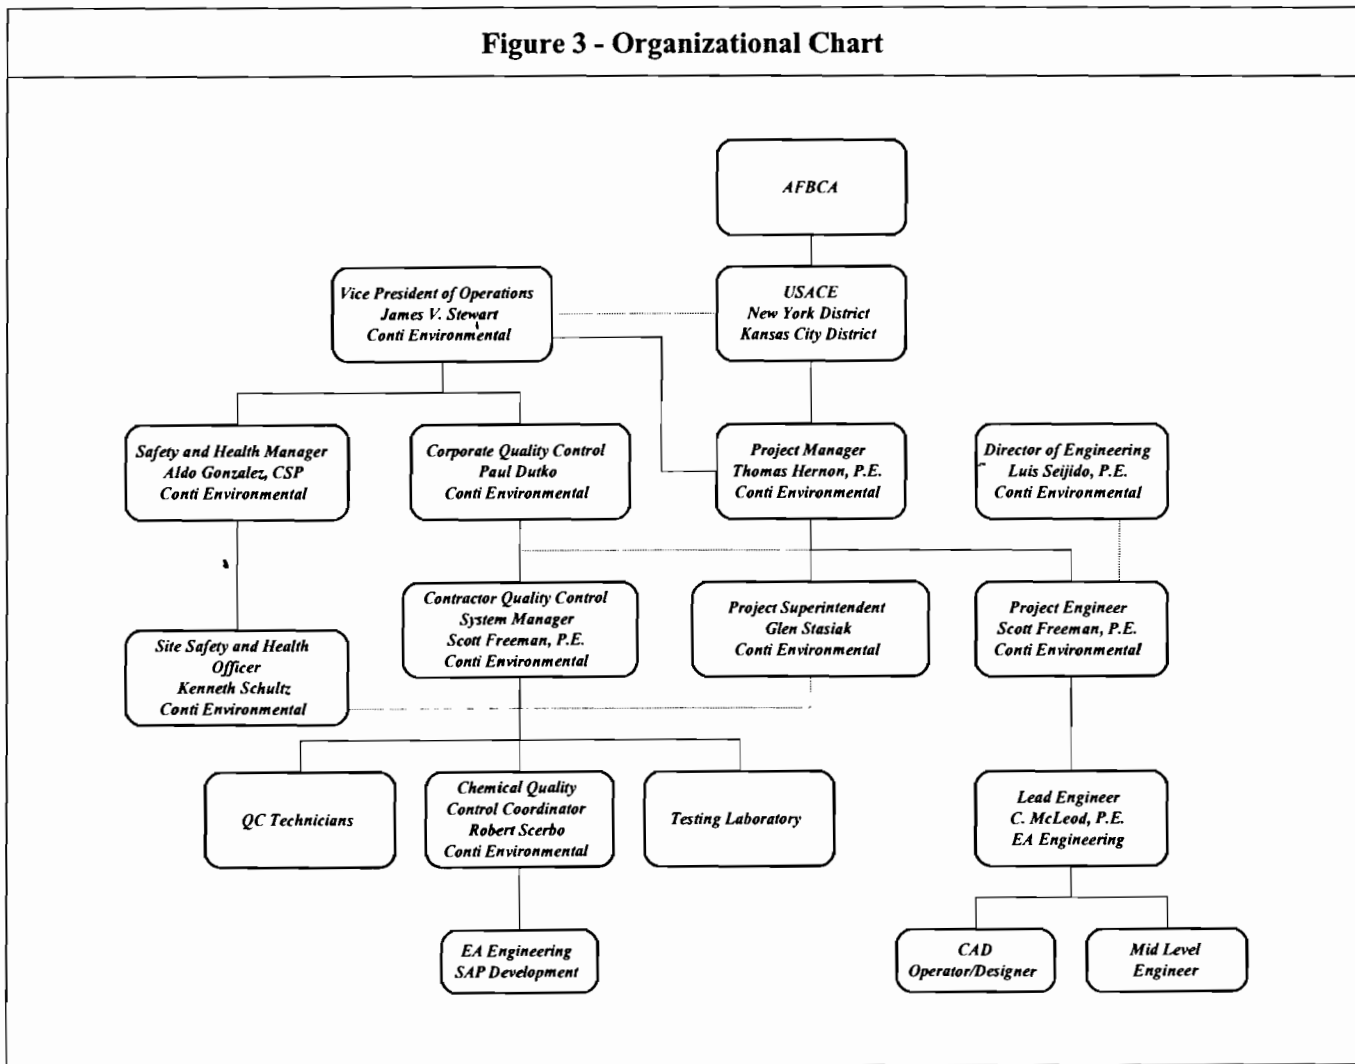 Figure 3 - Organizational Chart
AFBCA
Vice President of Operations
James V. Stewart
Conti Environmental
USACE
New York District
Kansas City District
Safety and Health Manager
Aldo Gonzalez, CSP
Conti Environmental
Corporate Quality Control
Paul Dutko
Conti Environmental
Project Manager
Thomas Hernon, P.E.
Conti Environmental
Director of Engineering
Luis Seijido, P.E.
Conti Environmental
Contractor Quality Control
System Manager
Scott Freeman, P.E.
Conti Environmental
Project Superintendent
Glen Stasiak
Conti Environmental
Project Engineer
Scott Freeman, P.E.
Conti Environmental
Site Safety and Health
Officer
Kenneth Schultz
Conti Environmental
QC Technicians
Chemical Quality
Control Coordinator
Robert Scerbo
Conti Environmental
Testing Laboratory
Lead Engineer
C. McLeod, P.E.
EA Engineering
EA Engineering
SAP Development
CAD
Operator/Designer
Mid Level
Engineer